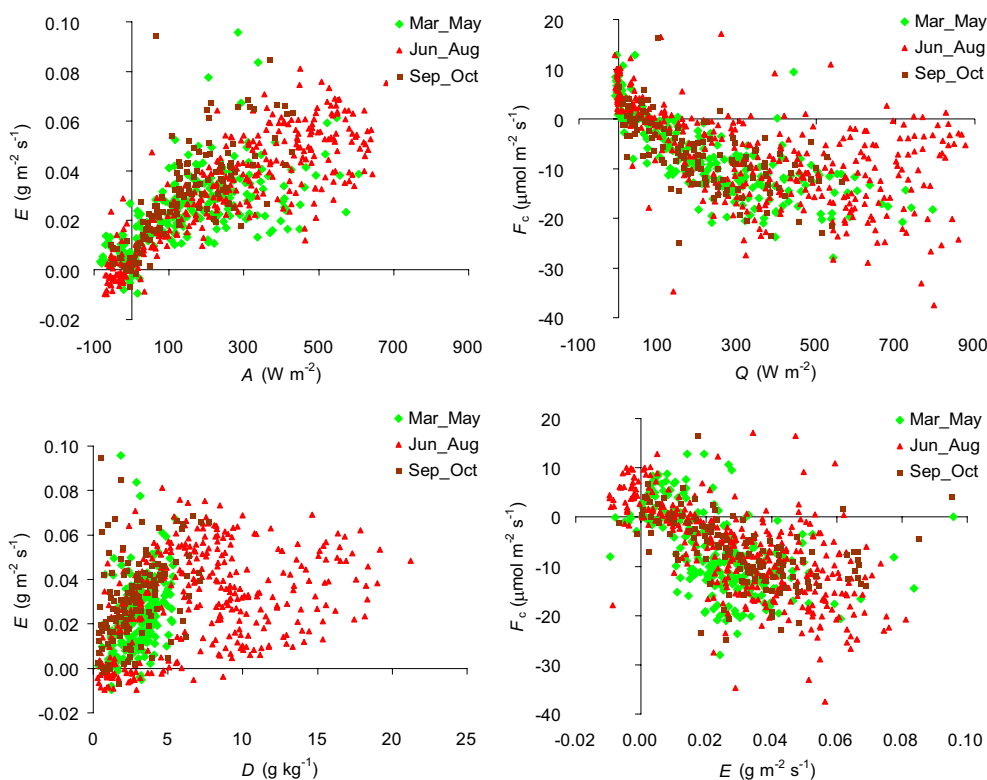 Mar_May
Jun_Aug
Sep_Oct
0.10
0.08
0.06
0.04
0.02
0.00
-0.02
E (g m⁻² s⁻¹)
-100 100 300 500 700 900
A (W m⁻²)
Mar_May
Jun_Aug
Sep_Oct
20
10
0
-10
-20
-30
-40
F_c (μmol m⁻² s⁻¹)
-100 100 300 500 700 900
Q (W m⁻²)
Mar_May
Jun_Aug
Sep_Oct
0.10
0.08
0.06
0.04
0.02
0.00
-0.02
E (g m⁻² s⁻¹)
0 5 10 15 20 25
D (g kg⁻¹)
Mar_May
Jun_Aug
Sep_Oct
20
10
0
-10
-20
-30
-40
F_c (μmol m⁻² s⁻¹)
-0.02 0.00 0.02 0.04 0.06 0.08 0.10
E (g m⁻² s⁻¹)